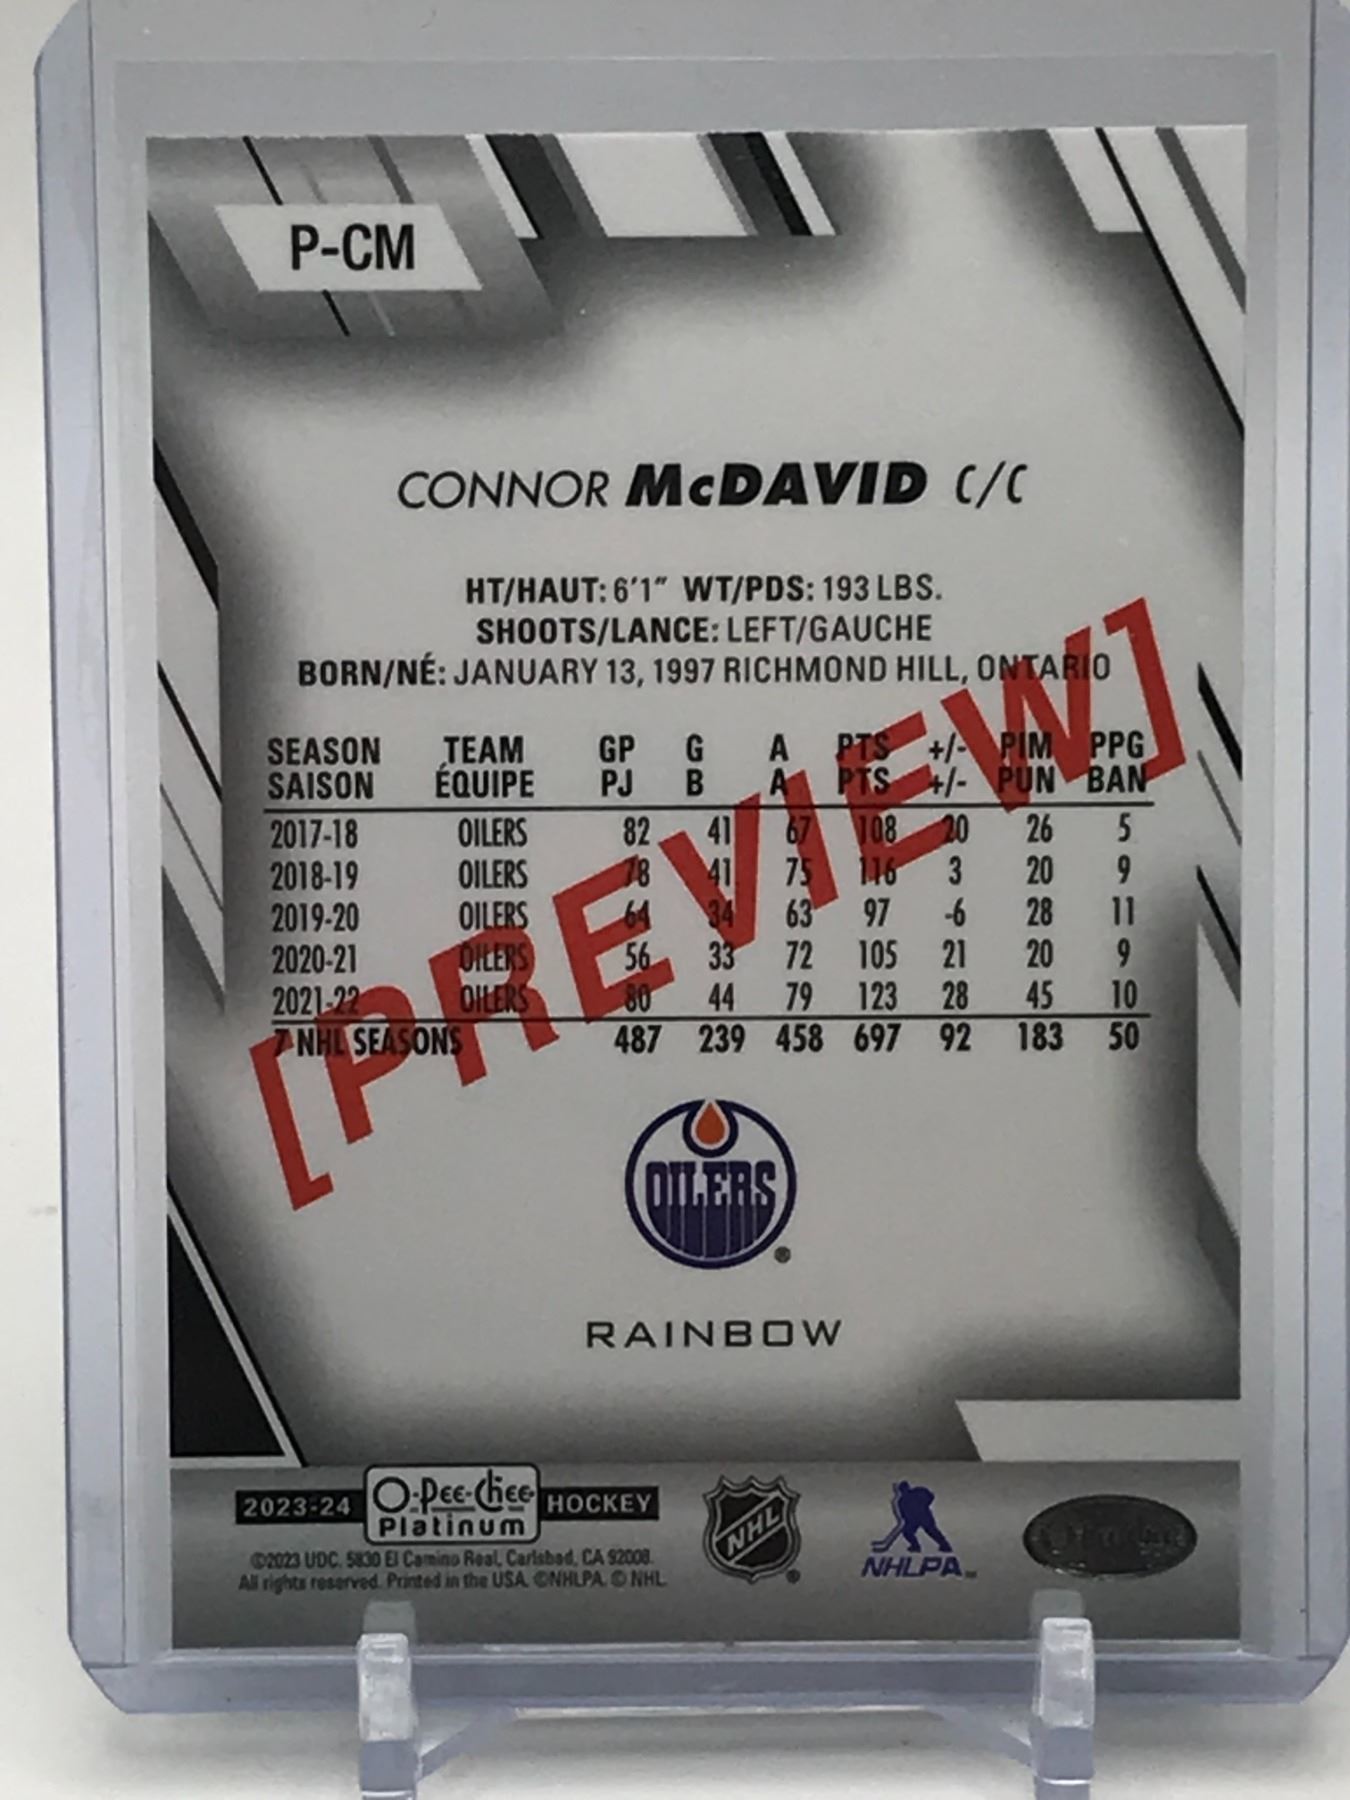 P-CM
CONNOR McDAVID C/C
HT/HAUT: 6'1" WT/PDS: 193 LBS.
SHOOTS/LANCE: LEFT/GAUCHE
BORN/NÉ: JANUARY 13, 1997 RICHMOND HILL, ONTARIO
SEASON TEAM GP G A PTS +/- PIM PPG
SAISON ÉQUIPE PJ B A PTS +/- PUN BAN
2017-18 OILERS 82 41 67 108 20 26 5
2018-19 OILERS 78 41 75 116 3 20 9
2019-20 OILERS 64 34 63 97 -6 28 11
2020-21 OILERS 56 33 72 105 21 20 9
2021-22 OILERS 80 44 79 123 28 45 10
7 NHL SEASONS 487 239 458 697 92 183 50
[PREVIEW]
OILERS ®
RAINBOW
2023-24 O-Pee-Chee Platinum HOCKEY
©2023 UDC. 5830 El Camino Real, Carlsbad, CA 92008.
All rights reserved. Printed in the USA. ©NHLPA. © NHL
NHL ®
NHLPA™